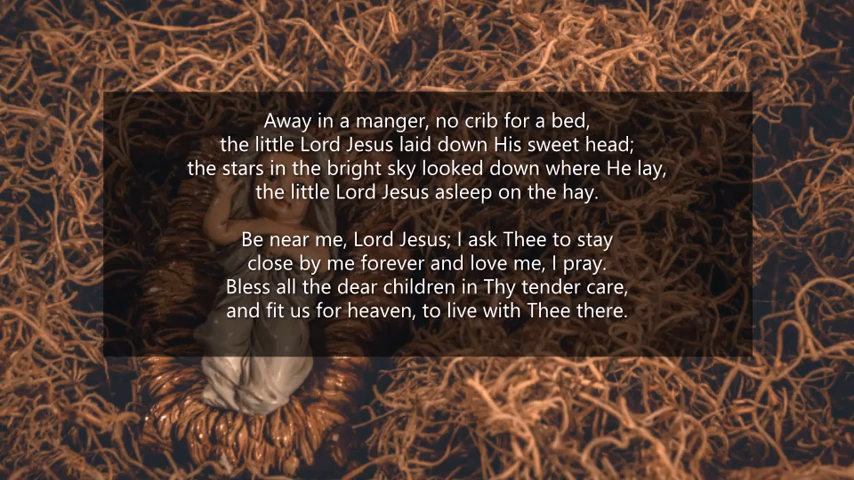 Away in a manger, no crib for a bed,
the little Lord Jesus laid down His sweet head;
the stars in the bright sky looked down where He lay,
the little Lord Jesus asleep on the hay.
Be near me, Lord Jesus; I ask Thee to stay
close by me forever and love me, I pray.
Bless all the dear children in Thy tender care,
and fit us for heaven, to live with Thee there.